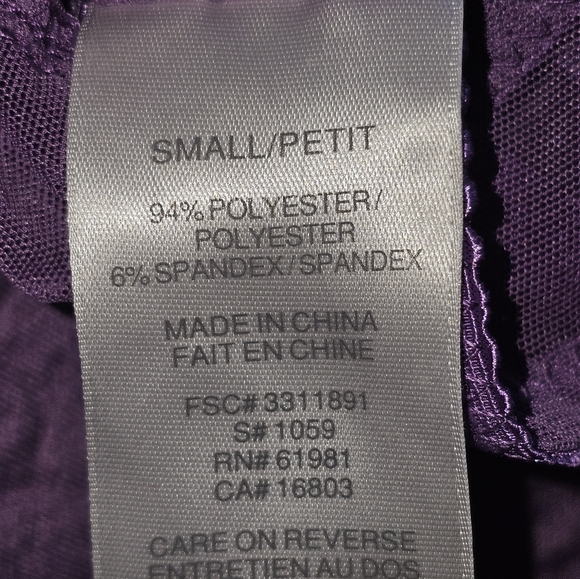 SMALL/PETIT
94% POLYESTER/
POLYESTER
6% SPANDEX/SPANDEX
MADE IN CHINA
FAIT EN CHINE
FSC# 3311891
S# 1059
RN# 61981
CA# 16803
CARE ON REVERSE
ENTRETIEN AU DOS